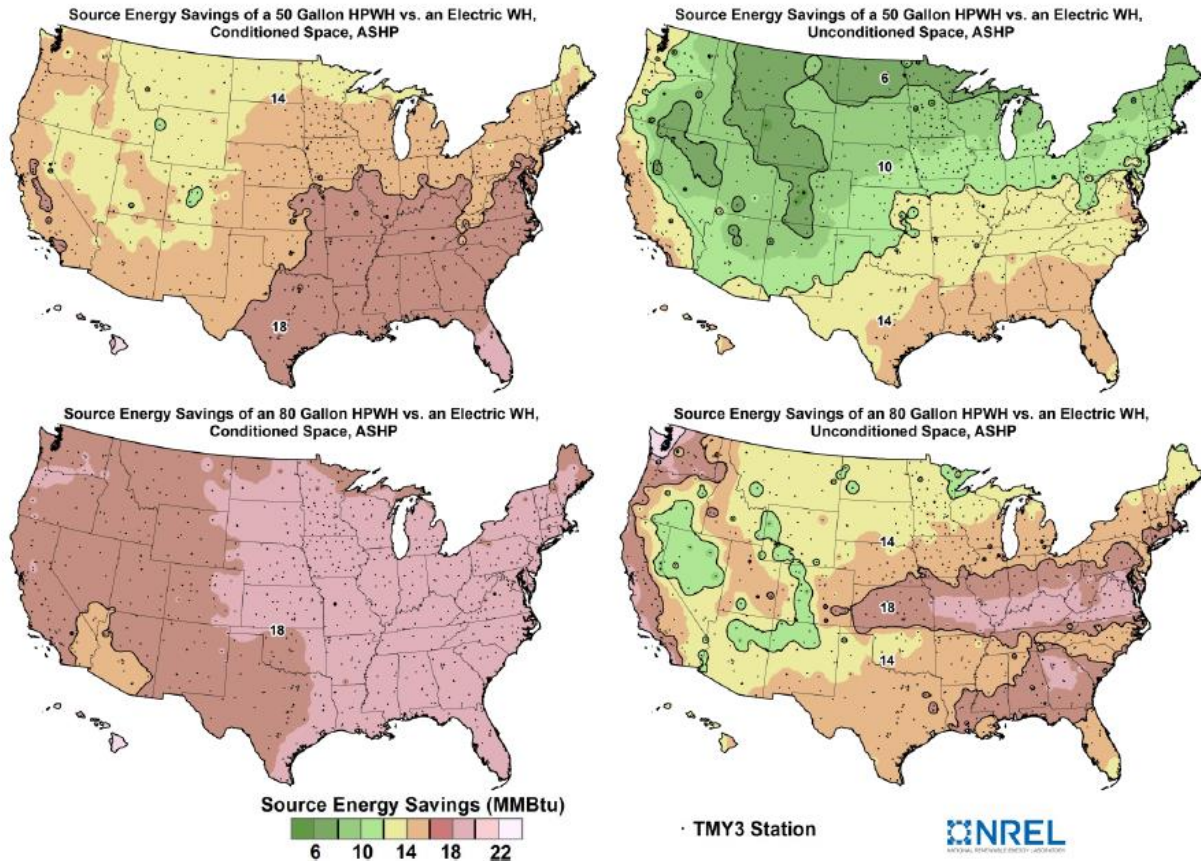 Source Energy Savings of a 50 Gallon HPWH vs. an Electric WH,
Conditioned Space, ASHP
14
18
Source Energy Savings of a 50 Gallon HPWH vs. an Electric WH,
Unconditioned Space, ASHP
6
10
14
Source Energy Savings of an 80 Gallon HPWH vs. an Electric WH,
Conditioned Space, ASHP
18
Source Energy Savings of an 80 Gallon HPWH vs. an Electric WH,
Unconditioned Space, ASHP
14
18
14
Source Energy Savings (MMBtu)
6 10 14 18 22
· TMY3 Station
NREL
NATIONAL RENEWABLE ENERGY LABORATORY